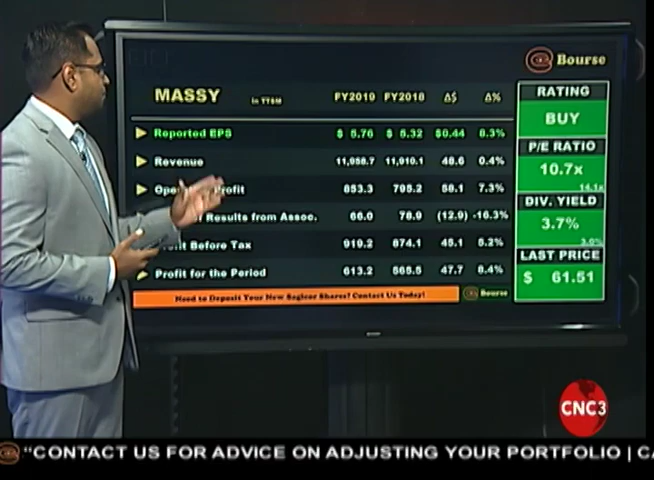 @ Bourse
MASSY in TT$M FY2019 FY2018 Δ$ Δ%
Reported EPS $ 5.76 $ 5.32 $0.44 8.3%
Revenue 11,958.7 11,910.1 48.6 0.4%
Profit 853.3 795.2 58.1 7.3%
Results from Assoc. 66.0 78.9 (12.9) -16.3%
Before Tax 919.2 874.1 45.1 5.2%
Profit for the Period 613.2 565.5 47.7 8.4%
Need to Deposit Your New Sagicor Shares? Contact Us Today!
@ Bourse
RATING
BUY
P/E RATIO
10.7x
14.1x
DIV. YIELD
3.7%
3.0%
LAST PRICE
$ 61.51
CNC3
@ "CONTACT US FOR ADVICE ON ADJUSTING YOUR PORTFOLIO | CA